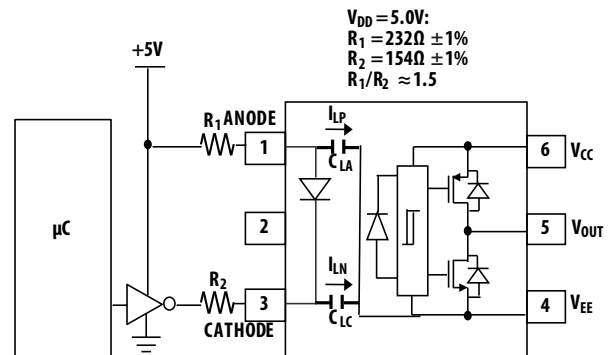 V_DD = 5.0V:
R_1 = 232Ω ±1%
R_2 = 154Ω ±1%
R_1/R_2 ≈ 1.5
+5V
R_1 ANODE
1
I_LP
C_LA
6
V_CC
µC
2
5
V_OUT
R_2
3
CATHODE
I_LN
C_LC
4
V_EE